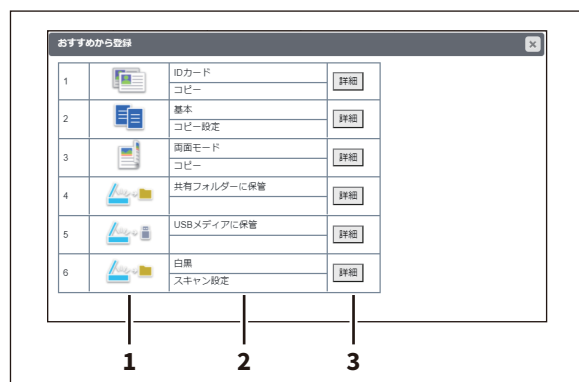 おすすめから登録
1
IDカード
コピー
詳細
2
基本
コピー設定
詳細
3
両面モード
コピー
詳細
4
共有フォルダーに保管
詳細
5
USBメディアに保管
詳細
6
白黒
スキャン設定
詳細
1 2 3